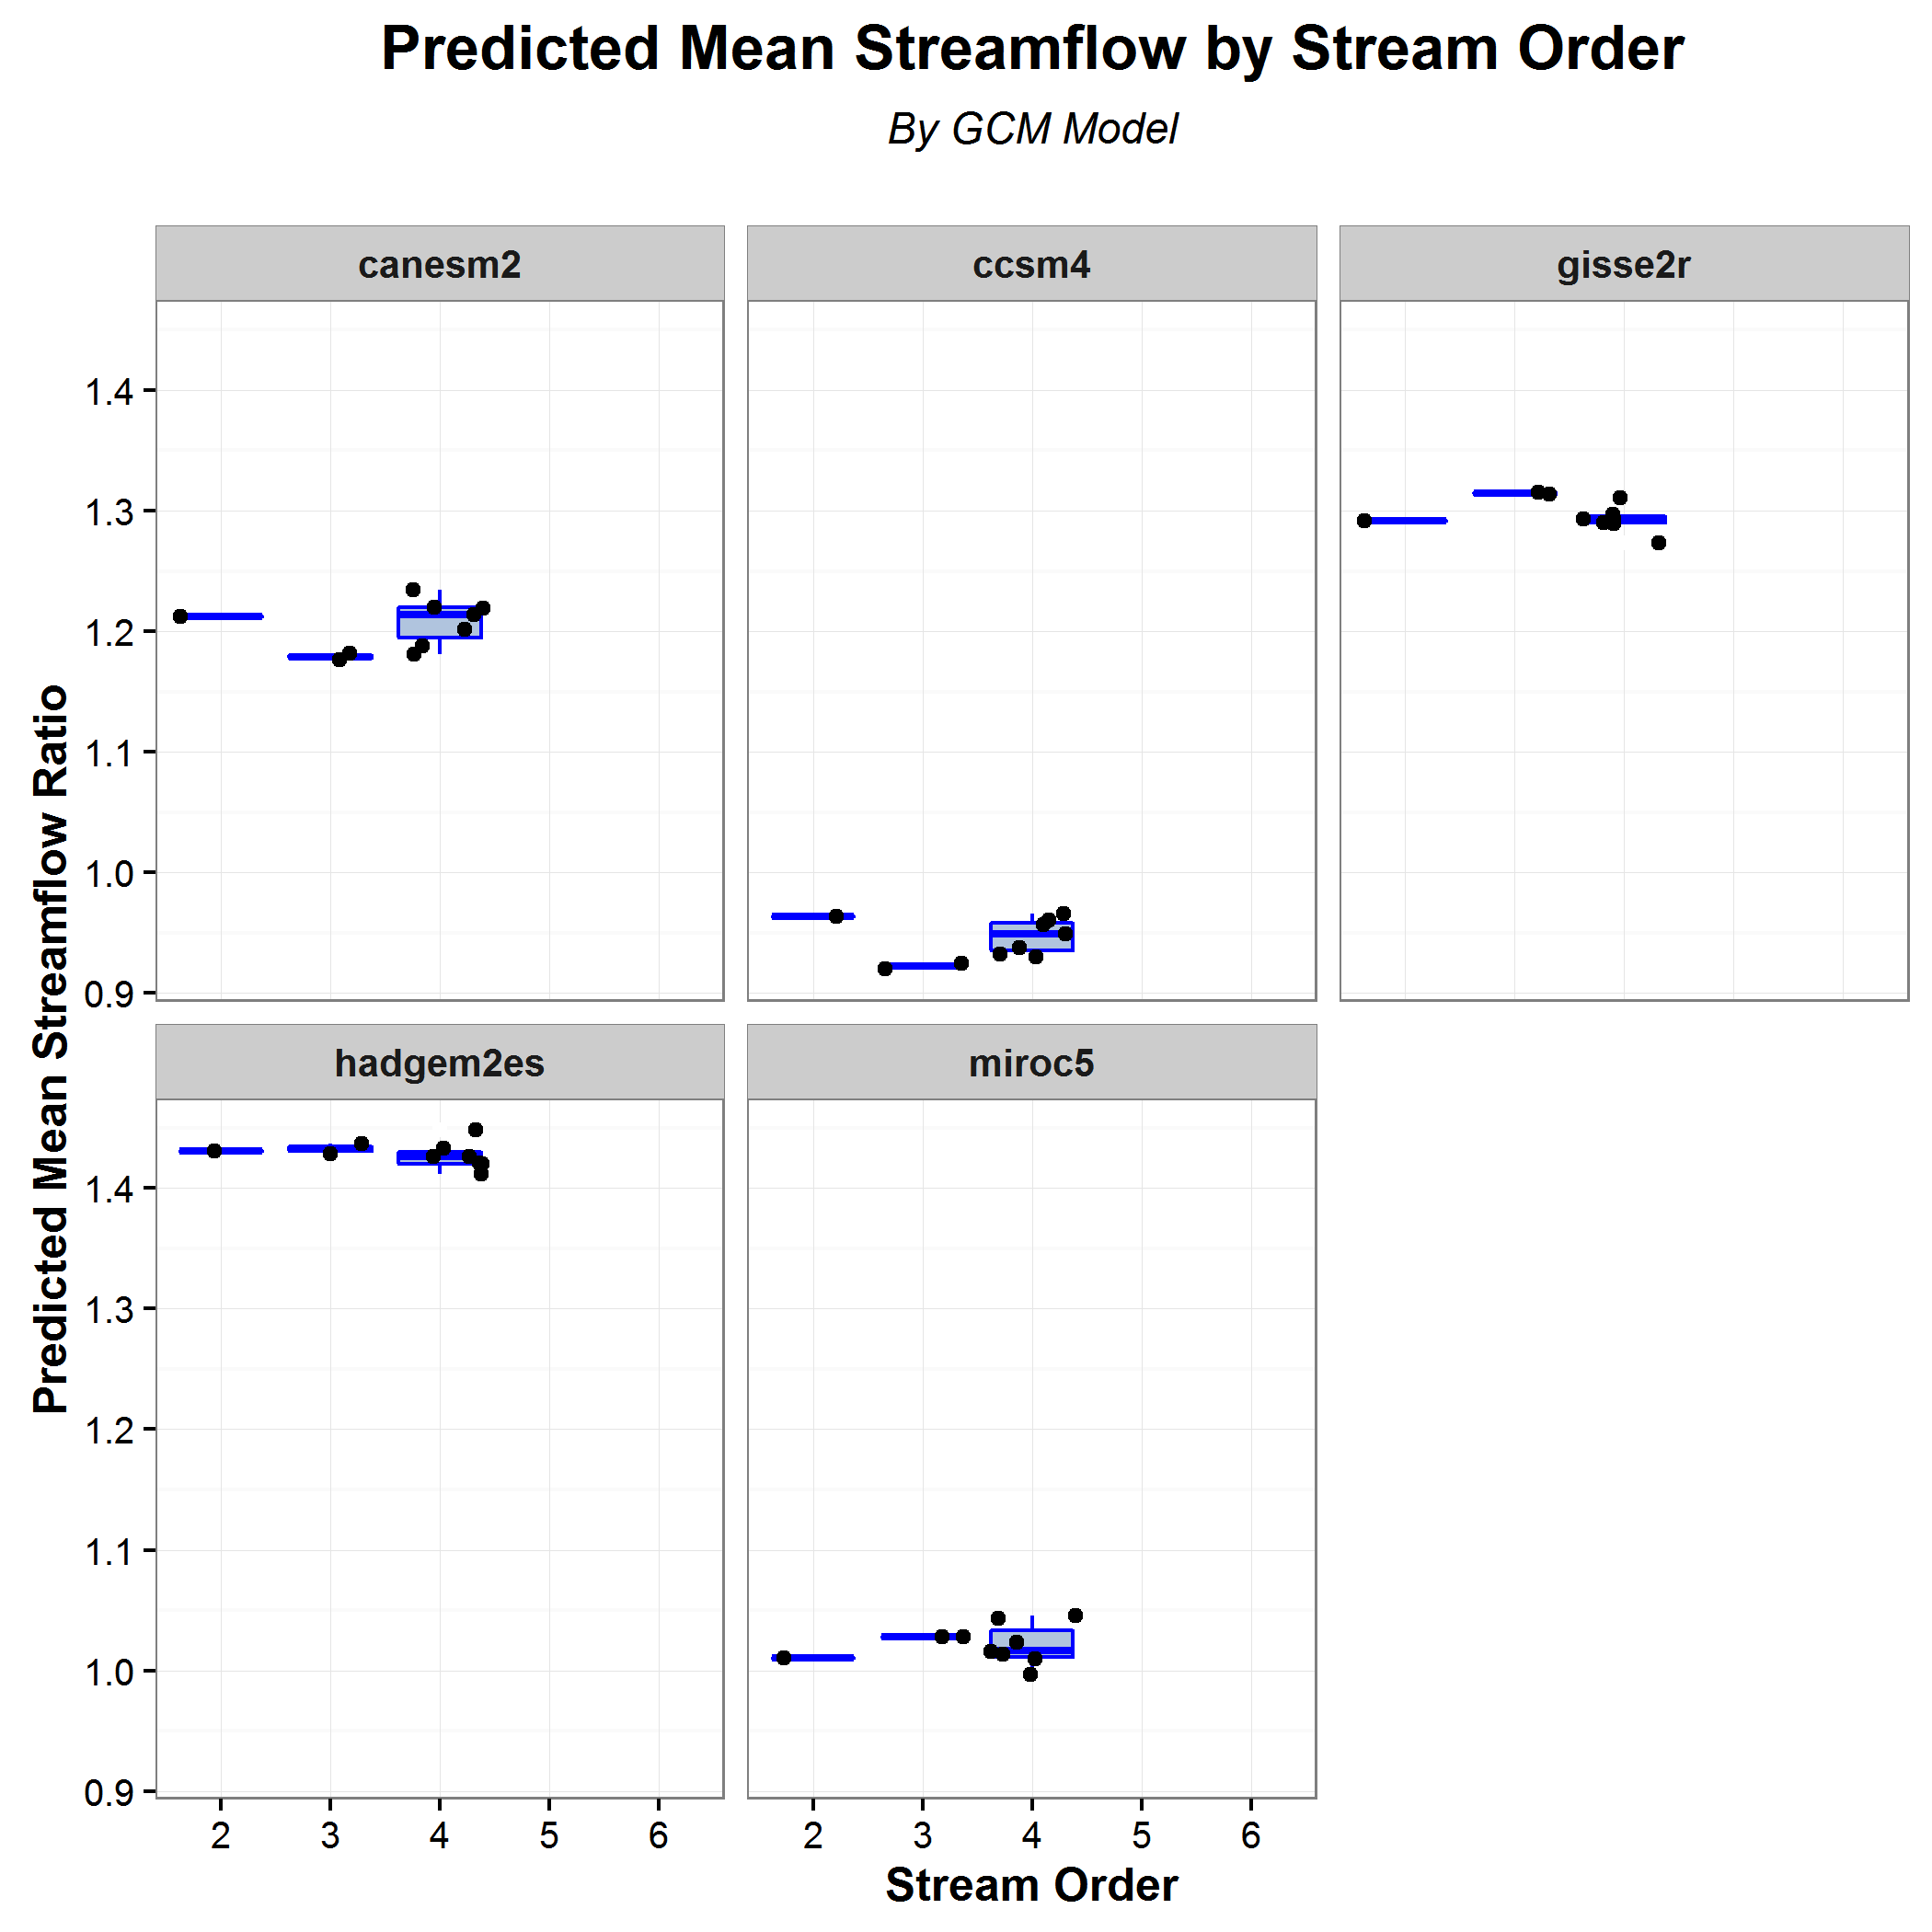 Predicted Mean Streamflow by Stream Order
By GCM Model
canesm2
ccsm4
gisse2r
1.4
1.3
1.2
1.1
1.0
0.9
Predicted Mean Streamflow Ratio
hadgem2es
miroc5
1.4
1.3
1.2
1.1
1.0
0.9
2 3 4 5 6
2 3 4 5 6
Stream Order